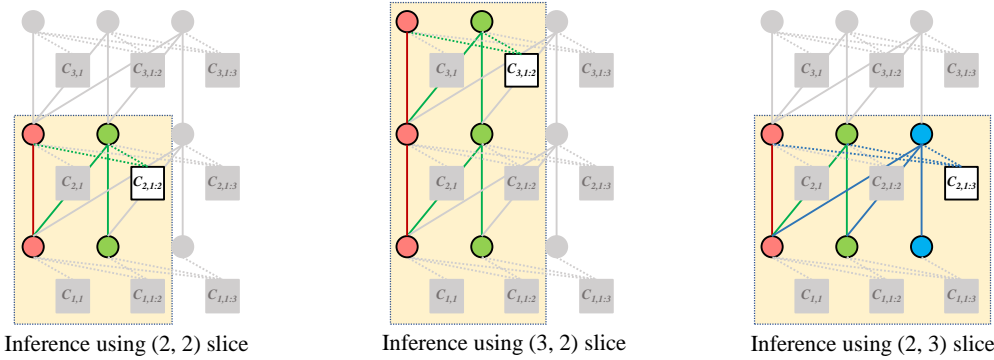 C3,1 C3,1:2 C3,1:3
C2,1 C2,1:2 C2,1:3
C1,1 C1,1:2 C1,1:3
Inference using (2, 2) slice
C3,1 C3,1:2 C3,1:3
C2,1 C2,1:2 C2,1:3
C1,1 C1,1:2 C1,1:3
Inference using (3, 2) slice
C3,1 C3,1:2 C3,1:3
C2,1 C2,1:2 C2,1:3
C1,1 C1,1:2 C1,1:3
Inference using (2, 3) slice